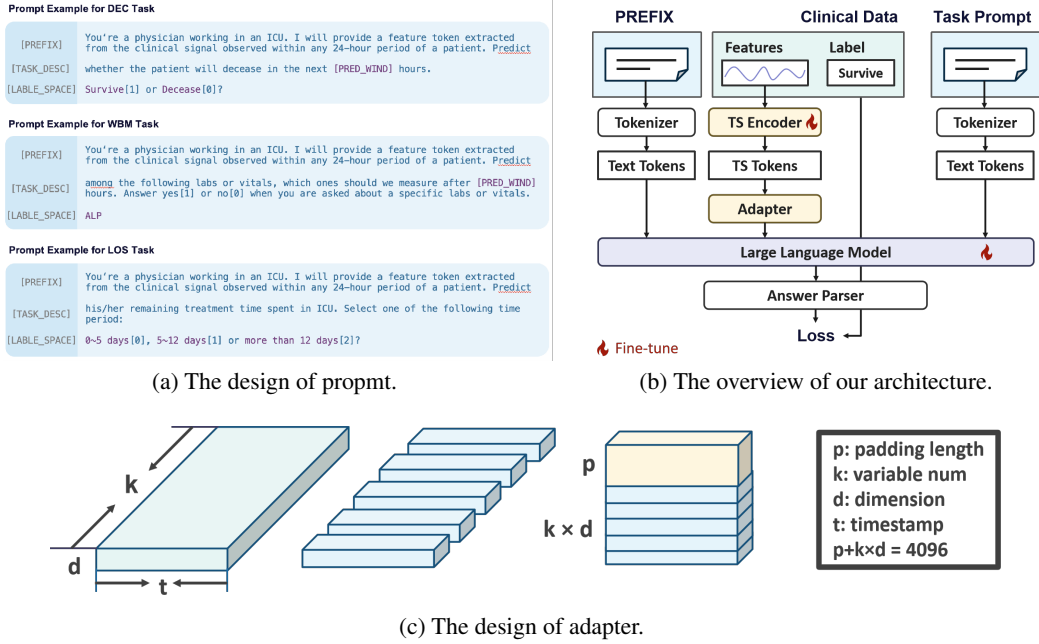 Prompt Example for DEC Task
[PREFIX]
You're a physician working in an ICU. I will provide a feature token extracted
from the clinical signal observed within any 24-hour period of a patient. Predict
[TASK_DESC]
whether the patient will decease in the next [PRED_WIND] hours.
[LABLE_SPACE]
Survive[1] or Decease[0]?
Prompt Example for WBM Task
[PREFIX]
You're a physician working in an ICU. I will provide a feature token extracted
from the clinical signal observed within any 24-hour period of a patient. Predict
[TASK_DESC]
among the following labs or vitals, which ones should we measure after [PRED_WIND]
hours. Answer yes[1] or no[0] when you are asked about a specific labs or vitals.
[LABLE_SPACE]
ALP
Prompt Example for LOS Task
[PREFIX]
You're a physician working in an ICU. I will provide a feature token extracted
from the clinical signal observed within any 24-hour period of a patient. Predict
[TASK_DESC]
his/her remaining treatment time spent in ICU. Select one of the following time
period:
[LABLE_SPACE]
0~5 days[0], 5~12 days[1] or more than 12 days[2]?
(a) The design of propmt.
PREFIX
Clinical Data
Task Prompt
Features
Label
Survive
Tokenizer
TS Encoder
Tokenizer
Text Tokens
TS Tokens
Text Tokens
Adapter
Large Language Model
Answer Parser
Loss
Fine-tune
(b) The overview of our architecture.
k
d
t
p
k × d
p: padding length
k: variable num
d: dimension
t: timestamp
p+k×d = 4096
(c) The design of adapter.